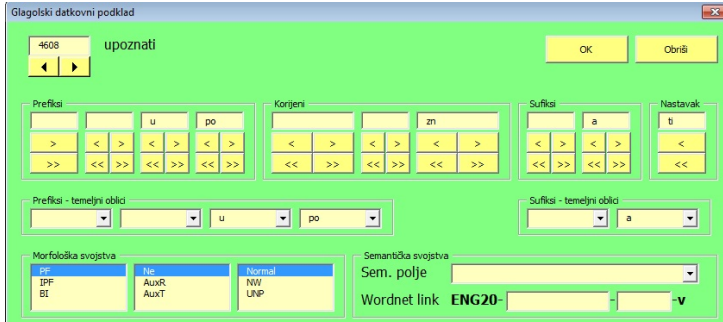 Glagolski datkovni podklad
4608 upoznati OK Obriši
Prefiksi Korijeni Sufiksi Nastavak
u po zn a ti
> < > < > < > < > < > < > < > < > <
>> << >> << >> << >> << >> << >> << >> << >> << >> <<
Prefiksi - temeljni oblici Sufiksi - temeljni oblici
u po a
Morfološka svojstva Semantička svojstva
PF Ne Normal Sem. polje
IPF AuxR NW
BI AuxT UNP
Wordnet link ENG20- - -v